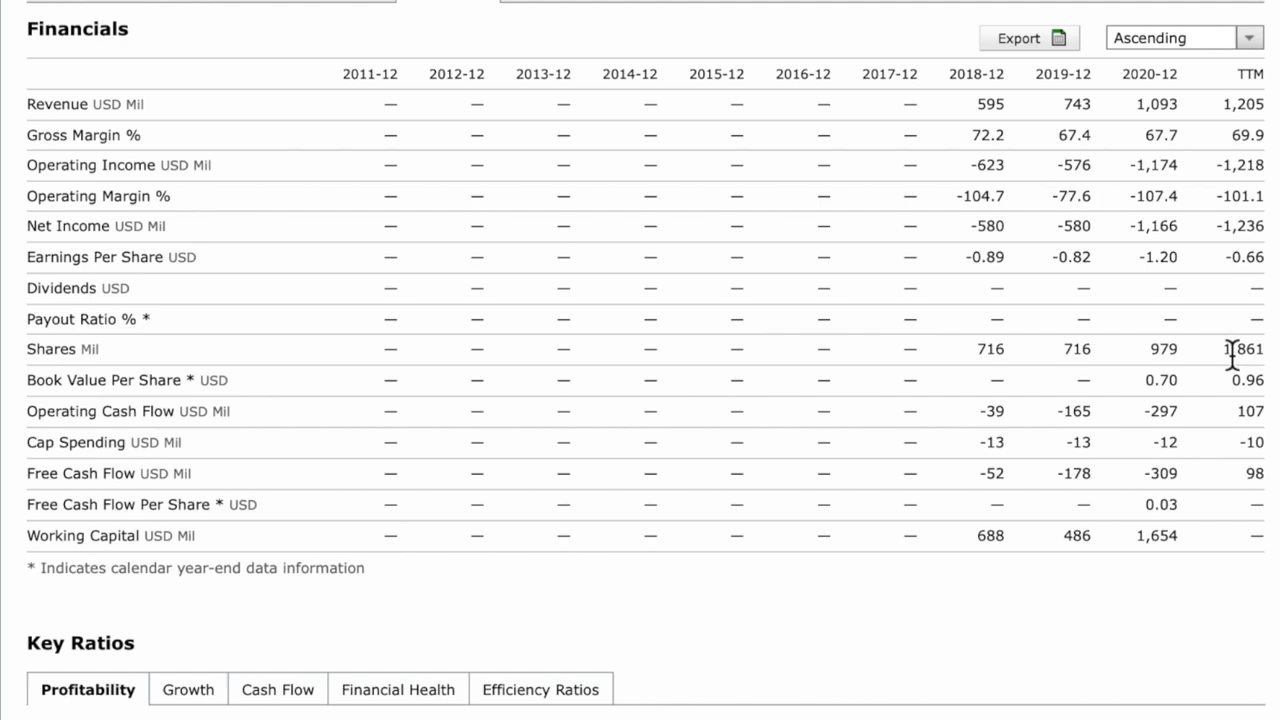 Financials
Export Ascending
2011-12 2012-12 2013-12 2014-12 2015-12 2016-12 2017-12 2018-12 2019-12 2020-12 TTM
Revenue USD Mil — — — — — — — 595 743 1,093 1,205
Gross Margin % — — — — — — — 72.2 67.4 67.7 69.9
Operating Income USD Mil — — — — — — — -623 -576 -1,174 -1,218
Operating Margin % — — — — — — — -104.7 -77.6 -107.4 -101.1
Net Income USD Mil — — — — — — — -580 -580 -1,166 -1,236
Earnings Per Share USD — — — — — — — -0.89 -0.82 -1.20 -0.66
Dividends USD — — — — — — — — — — —
Payout Ratio % * — — — — — — — — — — —
Shares Mil — — — — — — — 716 716 979 1,861
Book Value Per Share * USD — — — — — — — — — 0.70 0.96
Operating Cash Flow USD Mil — — — — — — — -39 -165 -297 107
Cap Spending USD Mil — — — — — — — -13 -13 -12 -10
Free Cash Flow USD Mil — — — — — — — -52 -178 -309 98
Free Cash Flow Per Share * USD — — — — — — — — — 0.03 —
Working Capital USD Mil — — — — — — — 688 486 1,654 —
* Indicates calendar year-end data information
Key Ratios
Profitability Growth Cash Flow Financial Health Efficiency Ratios